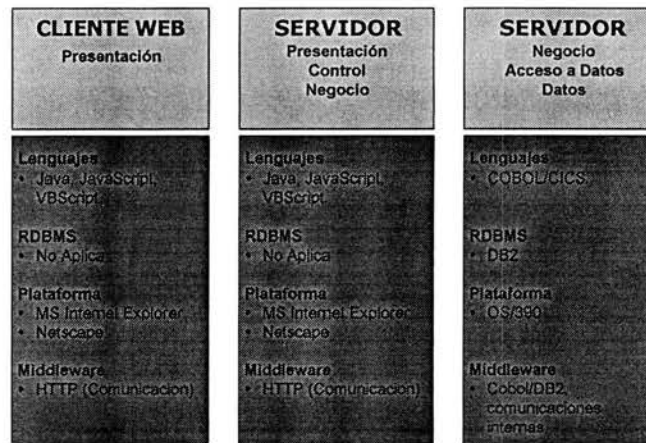 CLIENTE WEB
Presentación
Lenguajes
• Java, JavaScript,
VBScript
RDBMS
• No Aplica
Plataforma
• MS Internet Explorer,
• Netscape
Middleware
• HTTP (Comunicacion)
SERVIDOR
Presentación
Control
Negocio
Lenguajes
• Java, JavaScript,
VBScript
RDBMS
• No Aplica
Plataforma
• MS Internet Explorer,
• Netscape
Middleware
• HTTP (Comunicacion)
SERVIDOR
Negocio
Acceso a Datos
Datos
Lenguajes
• COBOL/CICS,
RDBMS
• DB2
Plataforma
• OS/390
Middleware
• Cobol/DB2,
comunicaciones
internas